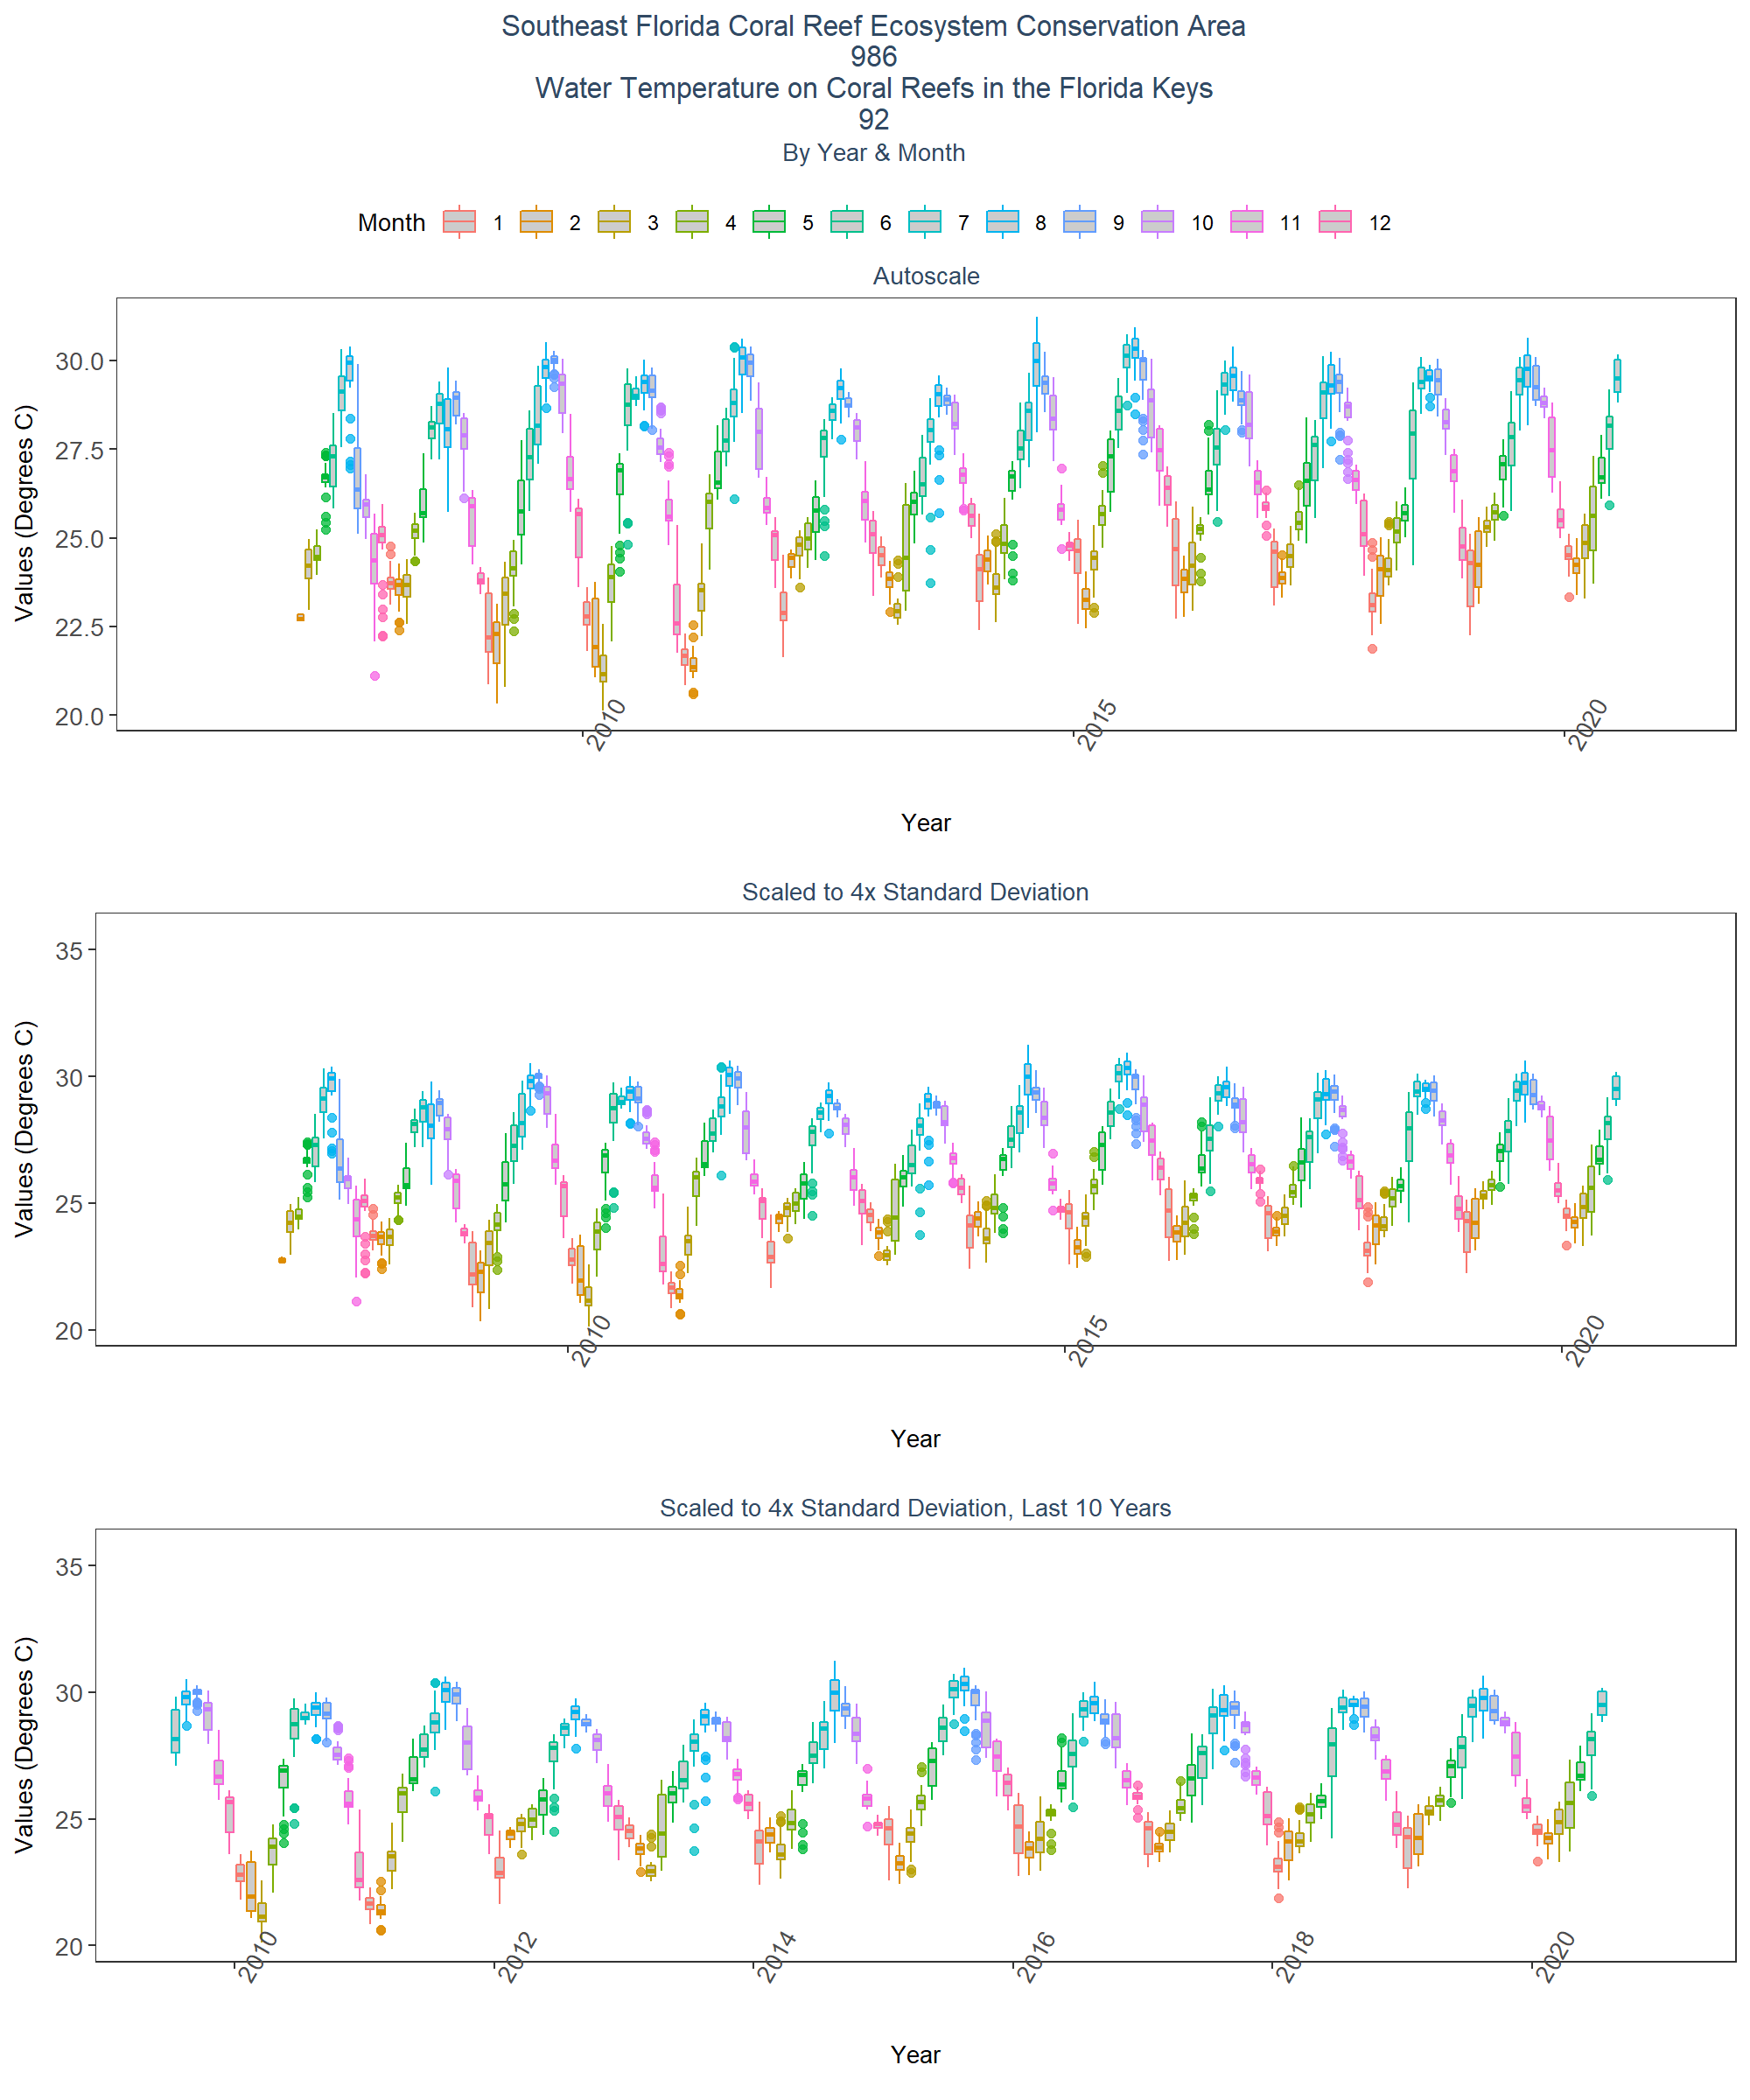 Southeast Florida Coral Reef Ecosystem Conservation Area
986
Water Temperature on Coral Reefs in the Florida Keys
92
By Year & Month
Month 1 2 3 4 5 6 7 8 9 10 11 12
Autoscale
Values (Degrees C)
30.0
27.5
25.0
22.5
20.0
2010 2015 2020
Year
Scaled to 4x Standard Deviation
Values (Degrees C)
35
30
25
20
2010 2015 2020
Year
Scaled to 4x Standard Deviation, Last 10 Years
Values (Degrees C)
35
30
25
20
2010 2012 2014 2016 2018 2020
Year